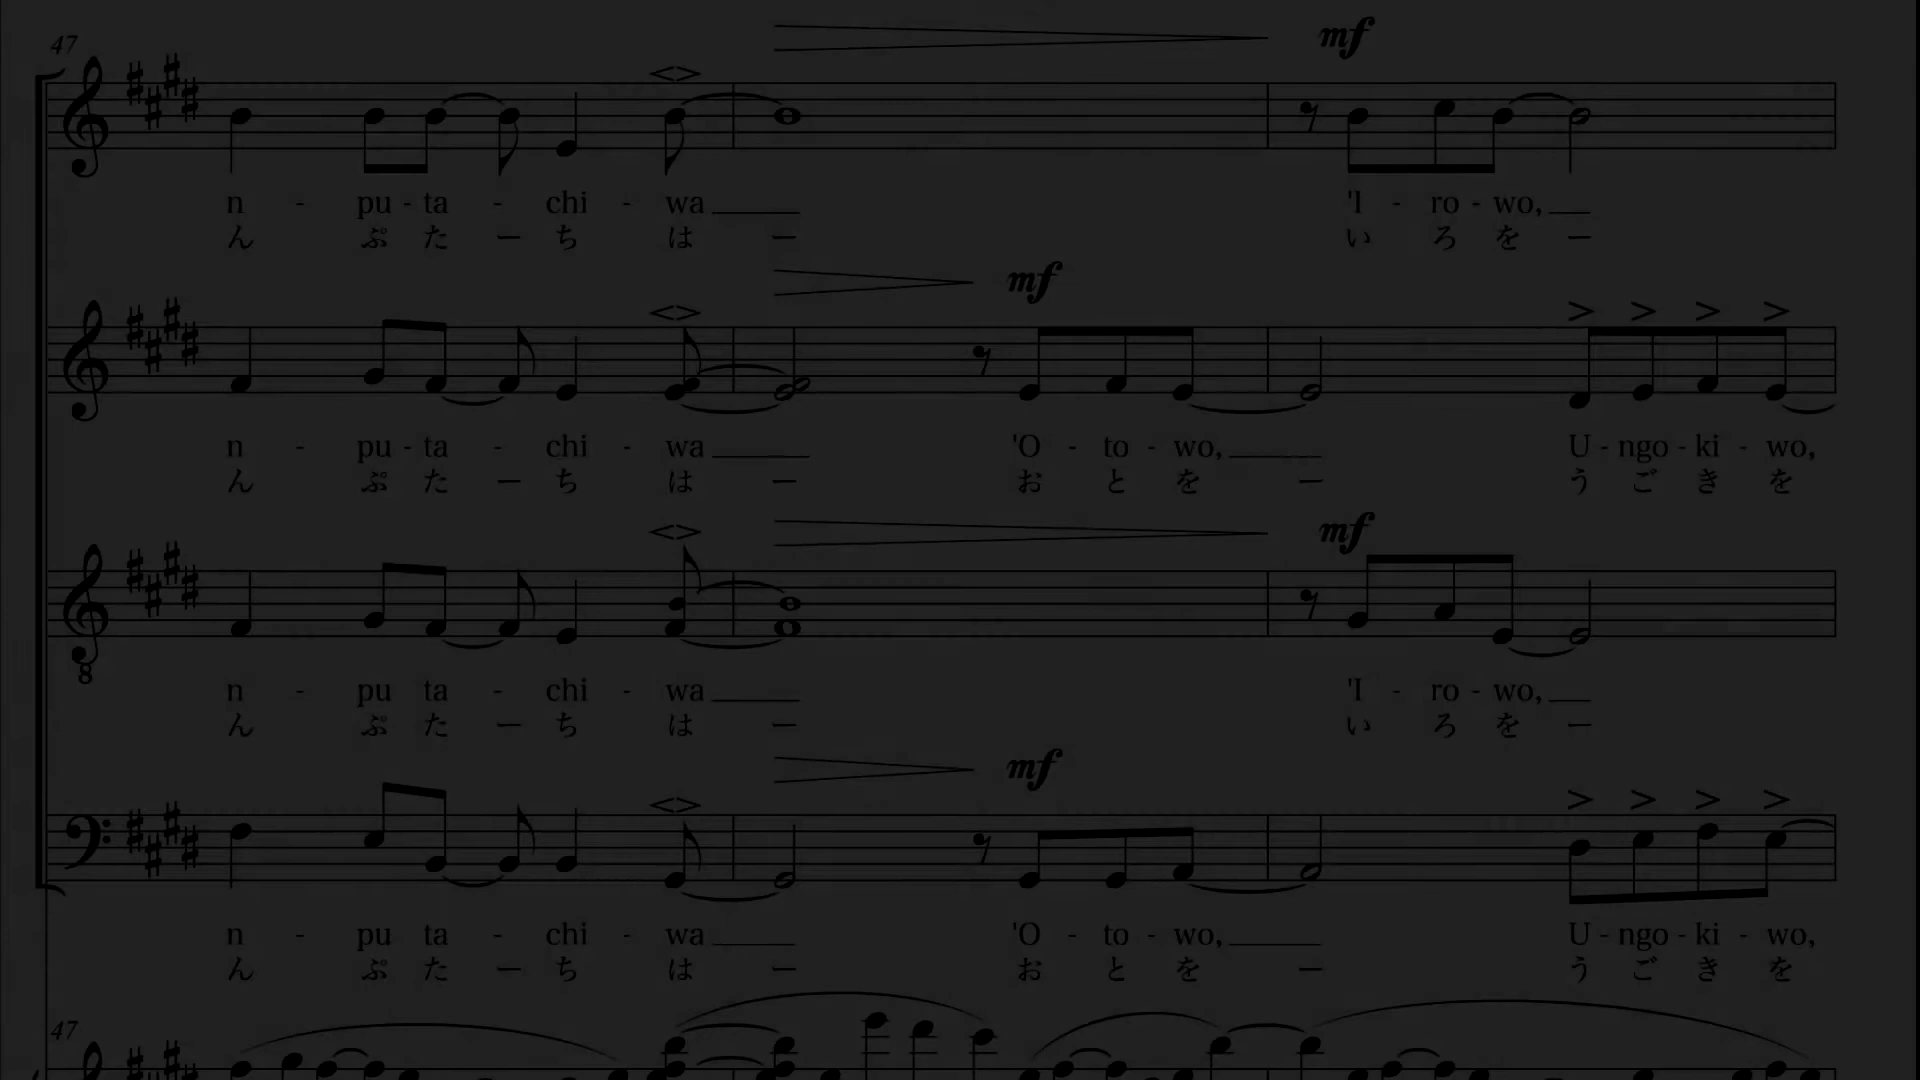 47
mf
n - pu - ta - chi - wa
ん ぷ た ー ち は ー
'I - ro - wo,
い ろ を ー
mf
n - pu - ta - chi - wa
ん ぷ た ー ち は ー
'O - to - wo,
お と を ー
U - ngo - ki - wo,
う ご き を
mf
n - pu ta - chi - wa
ん ぷ た ー ち は ー
'I - ro - wo,
い ろ を ー
8
mf
n - pu ta - chi - wa
ん ぷ た ー ち は ー
'O - to - wo,
お と を ー
U - ngo - ki - wo,
う ご き を
47